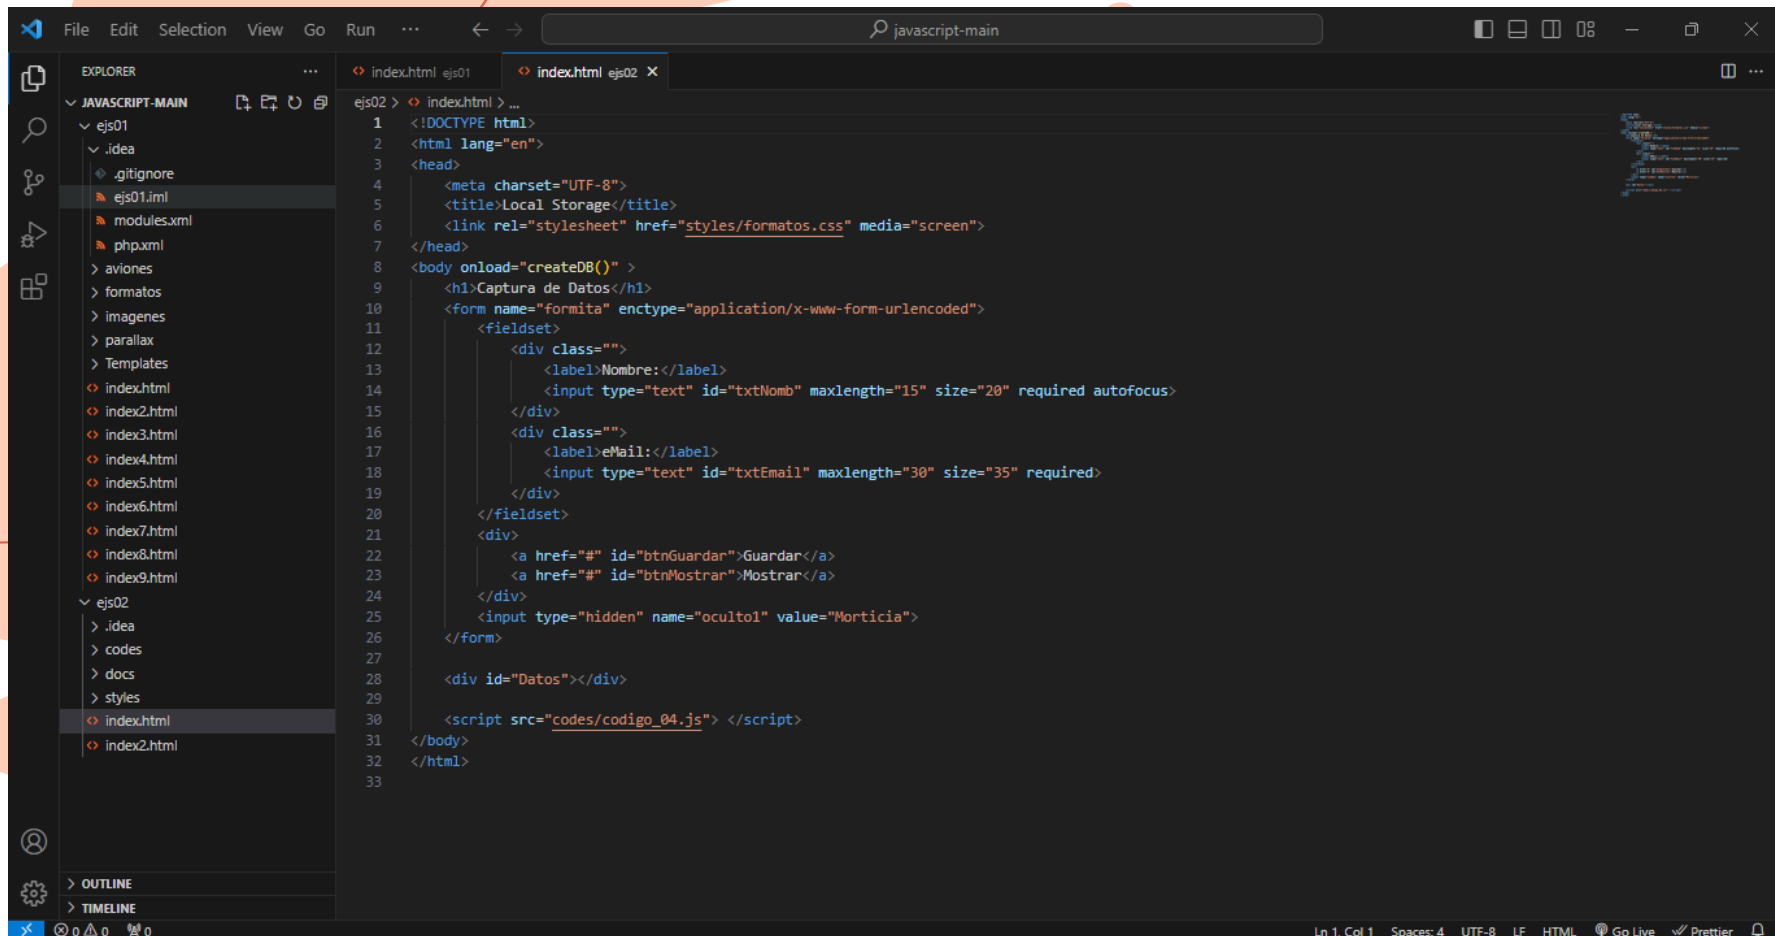 File Edit Selection View Go Run ··· javascript-main
EXPLORER ···
JAVASCRIPT-MAIN
ejs01
.idea
.gitignore
ejs01.iml
modules.xml
php.xml
aviones
formatos
imagenes
parallax
Templates
index.html
index2.html
index3.html
index4.html
index5.html
index6.html
index7.html
index8.html
index9.html
ejs02
.idea
codes
docs
styles
index.html
index2.html
OUTLINE
TIMELINE
index.html ejs01 index.html ejs02
ejs02 > index.html > ...
1 <!DOCTYPE html>
2 <html lang="en">
3 <head>
4 <meta charset="UTF-8">
5 <title>Local Storage</title>
6 <link rel="stylesheet" href="styles/formatos.css" media="screen">
7 </head>
8 <body onload="createDB()" >
9 <h1>Captura de Datos</h1>
10 <form name="formita" enctype="application/x-www-form-urlencoded">
11 <fieldset>
12 <div class="">
13 <label>Nombre:</label>
14 <input type="text" id="txtNomb" maxlength="15" size="20" required autofocus>
15 </div>
16 <div class="">
17 <label>eMail:</label>
18 <input type="text" id="txtEmail" maxlength="30" size="35" required>
19 </div>
20 </fieldset>
21 <div>
22 <a href="#" id="btnGuardar">Guardar</a>
23 <a href="#" id="btnMostrar">Mostrar</a>
24 </div>
25 <input type="hidden" name="oculto1" value="Morticia">
26 </form>
27
28 <div id="Datos"></div>
29
30 <script src="codes/codigo_04.js"> </script>
31 </body>
32 </html>
33
0 0 0 Ln 1, Col 1 Spaces: 4 UTF-8 LF HTML Go Live Prettier